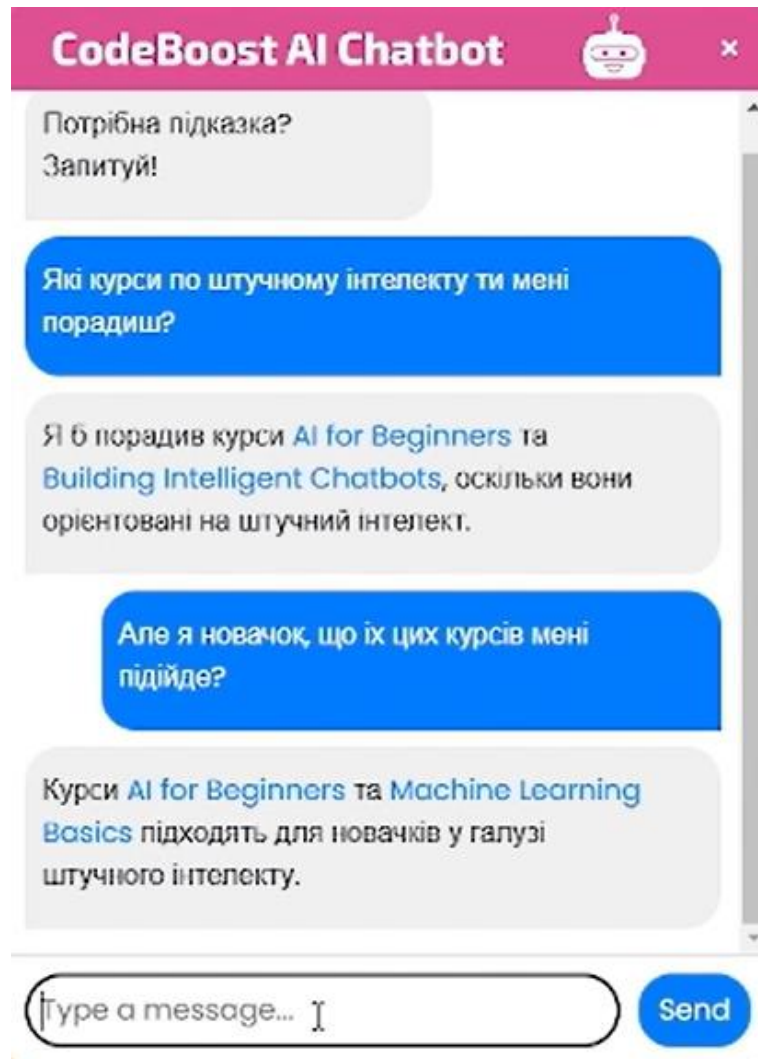 CodeBoost AI Chatbot
×
Потрібна підказка?
Запитуй!
Які курси по штучному інтелекту ти мені
порадиш?
Я б порадив курси AI for Beginners та
Building Intelligent Chatbots, оскільки вони
орієнтовані на штучний інтелект.
Але я новачок, що їх цих курсів мені
підійде?
Курси AI for Beginners та Machine Learning
Basics підходять для новачків у галузі
штучного інтелекту.
Type a message...
Send